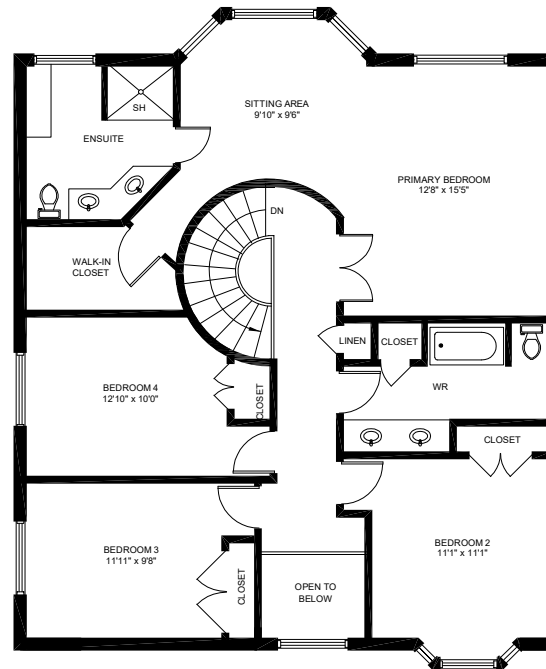 SITTING AREA
9'10" x 9'6"
SH
ENSUITE
PRIMARY BEDROOM
12'8" x 15'5"
DN
WALK-IN
CLOSET
LINEN
CLOSET
BEDROOM 4
12'10" x 10'0"
CLOSET
WR
CLOSET
BEDROOM 3
11'11" x 9'8"
CLOSET
BEDROOM 2
11'1" x 11'1"
OPEN TO
BELOW